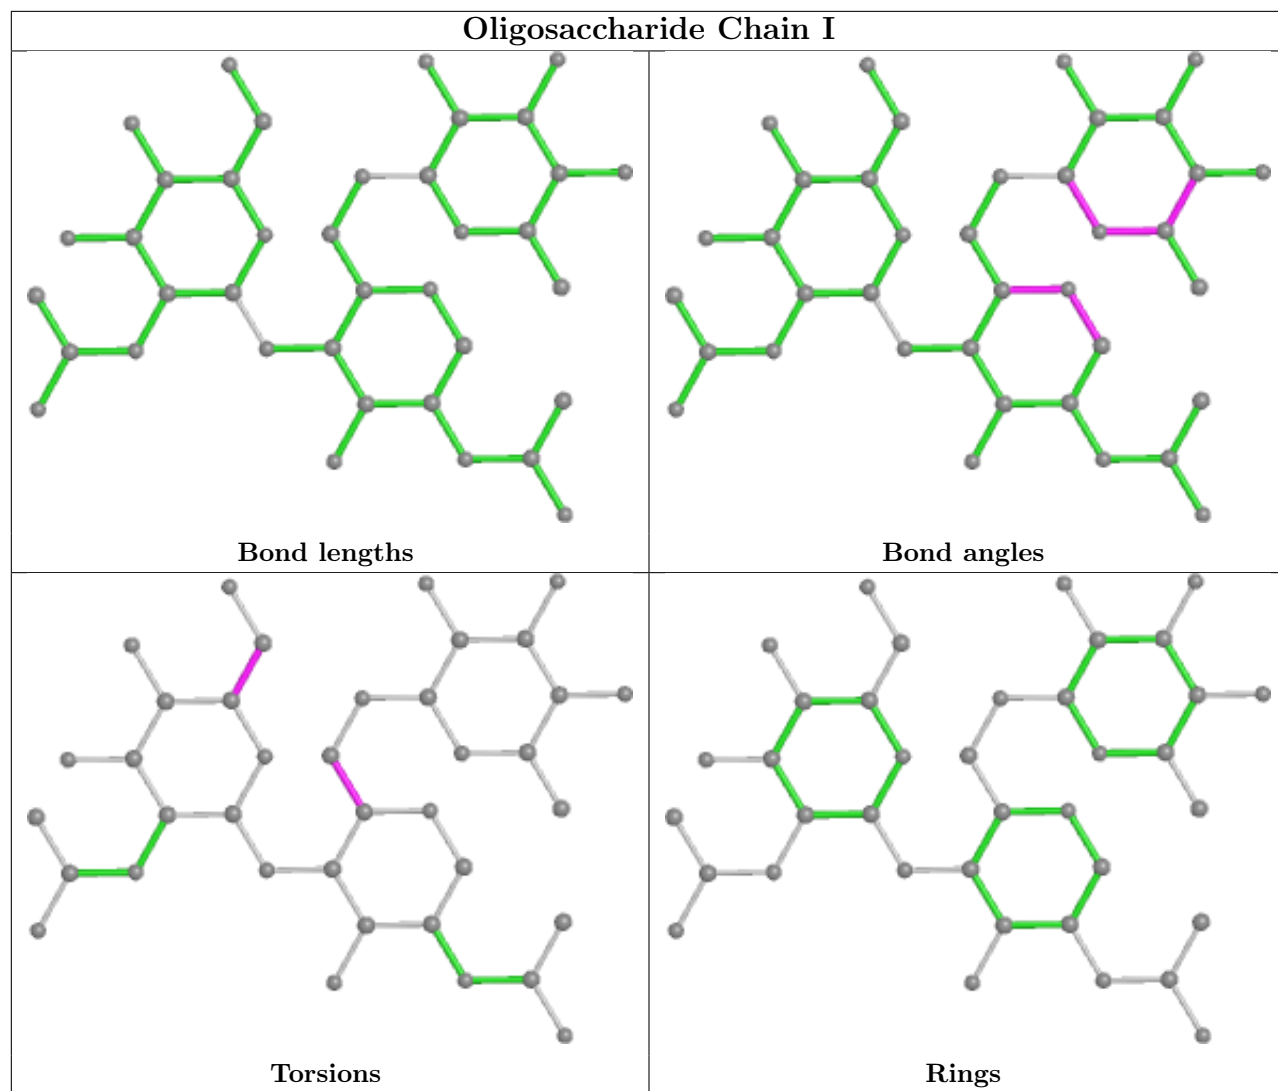 Oligosaccharide Chain I
Bond lengths
Bond angles
Torsions
Rings